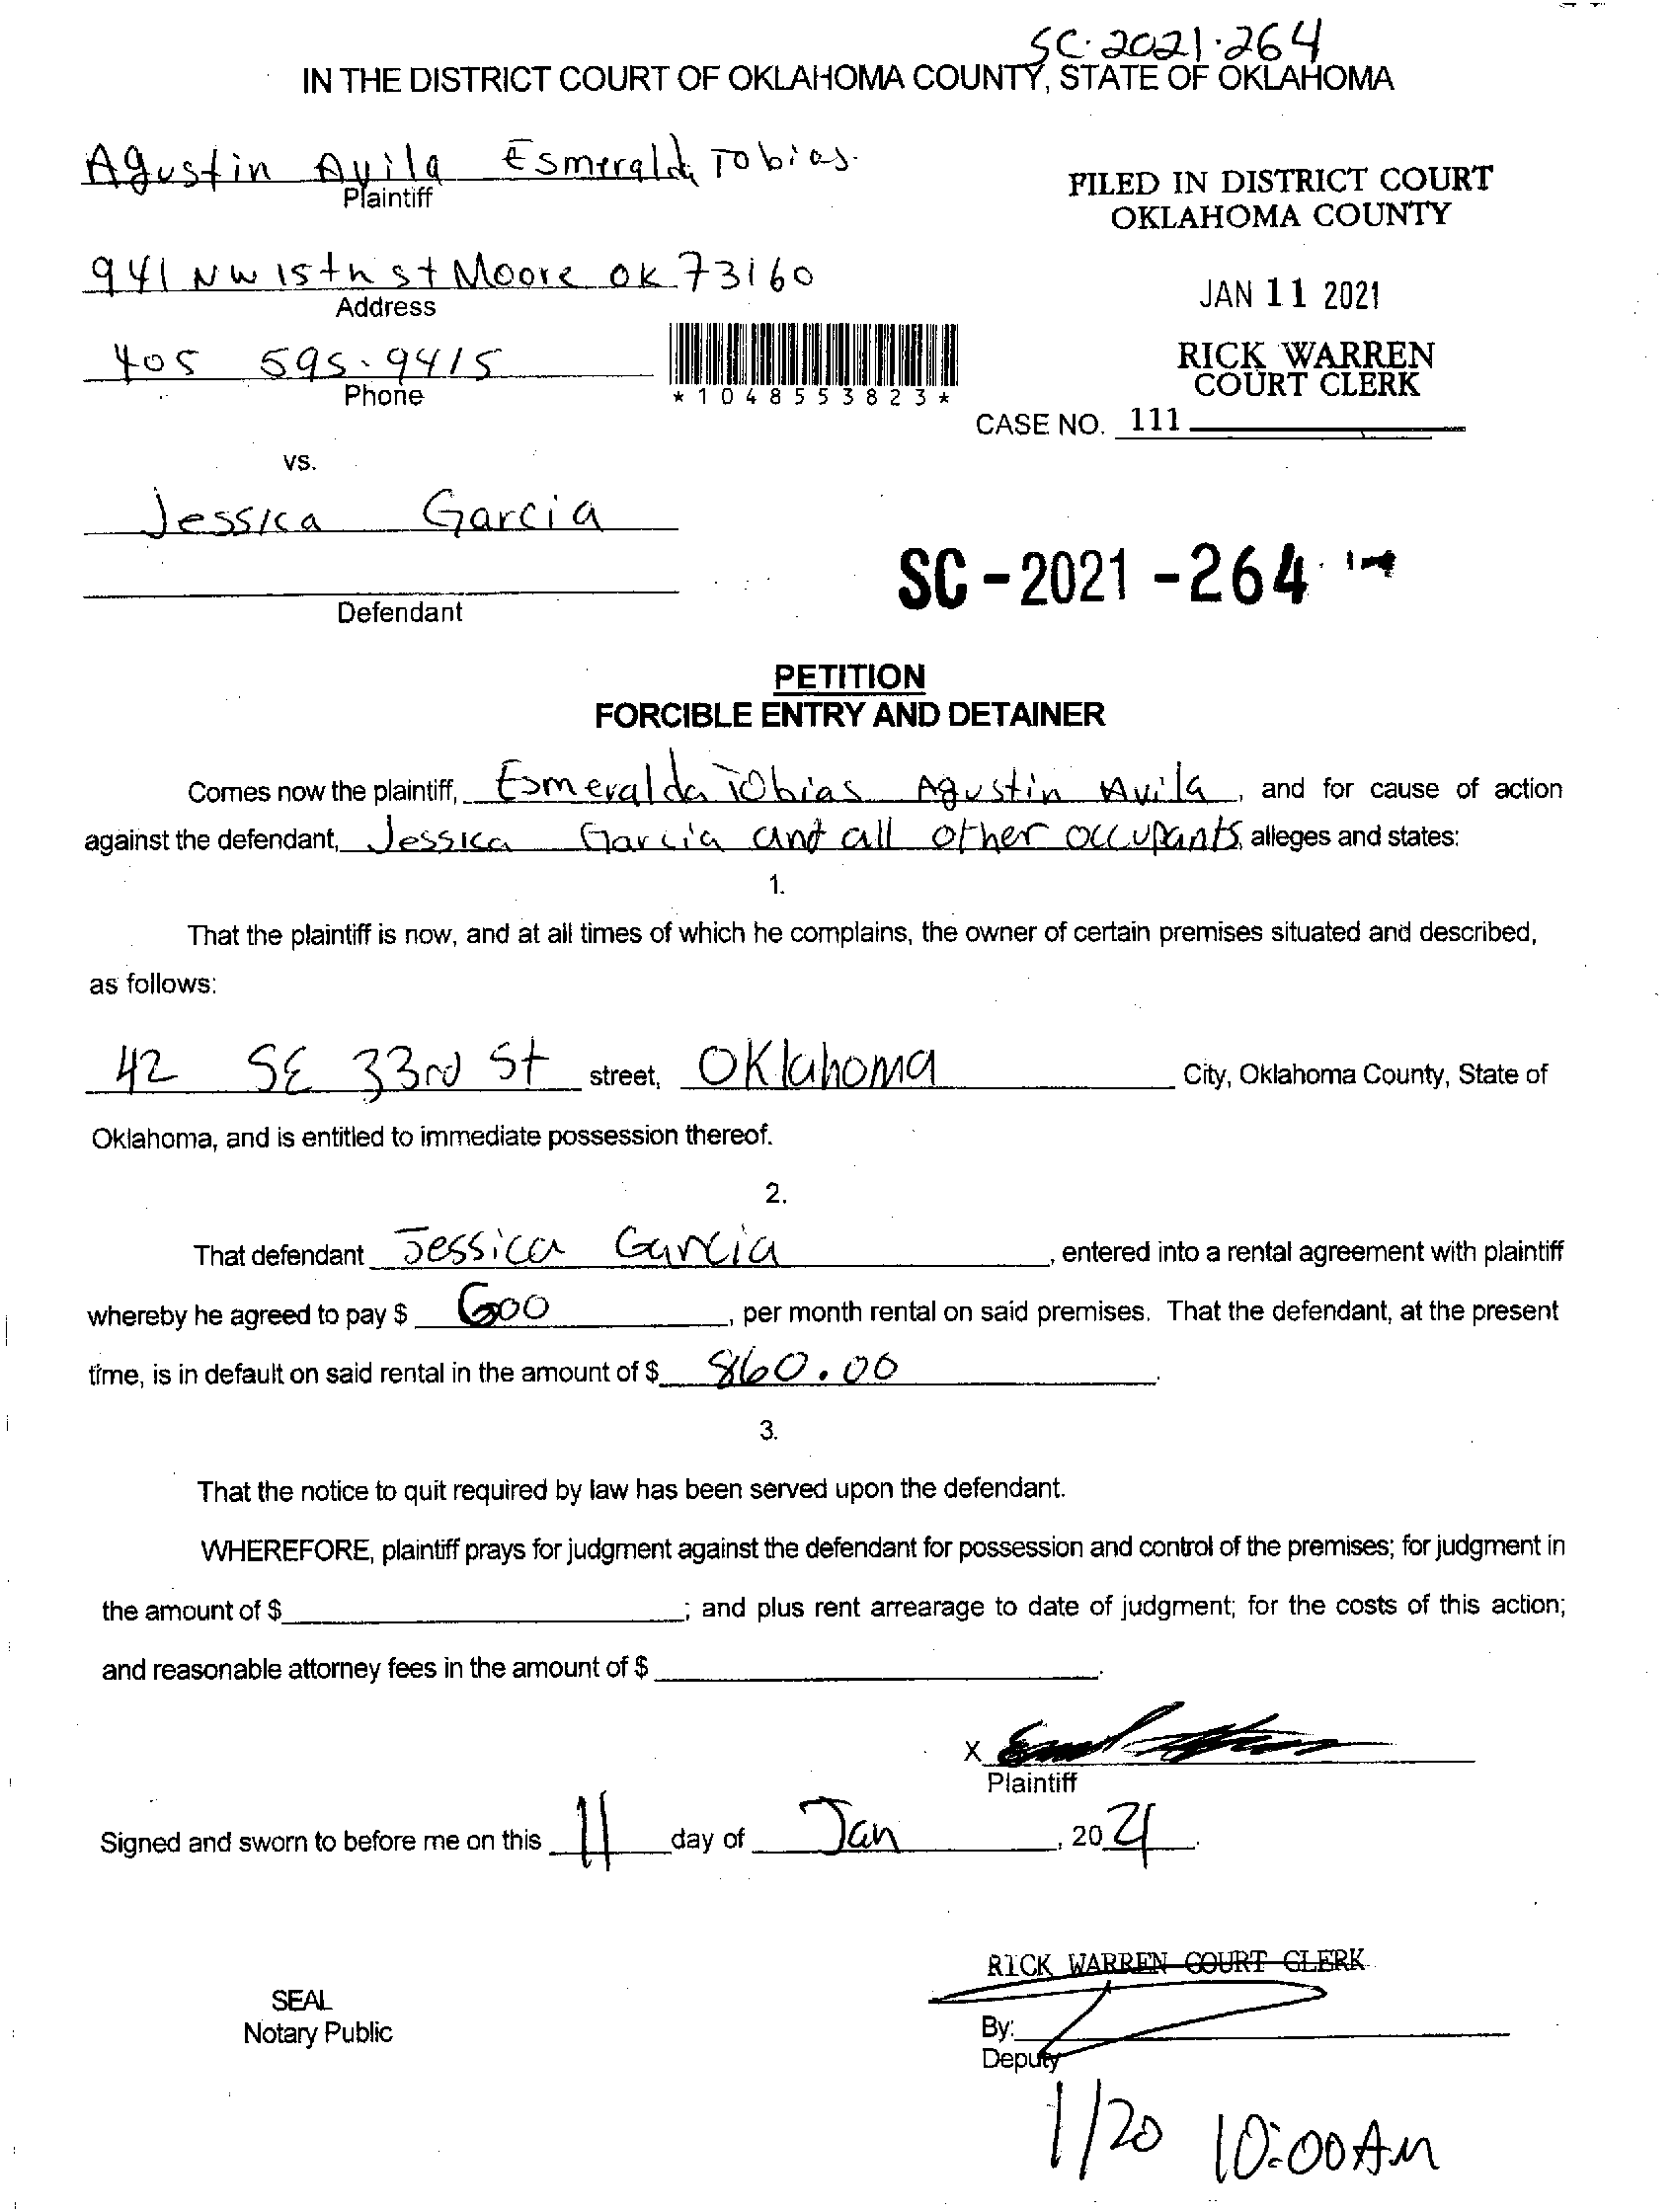 SC-2021-264
IN THE DISTRICT COURT OF OKLAHOMA COUNTY, STATE OF OKLAHOMA
Agustin Avila Esmeralda Tobias
Plaintiff
FILED IN DISTRICT COURT
OKLAHOMA COUNTY
941 NW 15th st Moore OK 73160
Address
JAN 11 2021
405 595-9415
Phone
*1048553823*
RICK WARREN
COURT CLERK
CASE NO. 111
vs.
Jessica Garcia
SC-2021-264
Defendant
PETITION
FORCIBLE ENTRY AND DETAINER
Comes now the plaintiff, Esmeralda Tobias Agustin Avila, and for cause of action
against the defendant, Jessica Garcia and all other occupants, alleges and states:
1.
That the plaintiff is now, and at all times of which he complains, the owner of certain premises situated and described,
as follows:
42 SE 33rd St street, Oklahoma City, Oklahoma County, State of
Oklahoma, and is entitled to immediate possession thereof.
2.
That defendant Jessica Garcia, entered into a rental agreement with plaintiff
whereby he agreed to pay $ 600, per month rental on said premises. That the defendant, at the present
time, is in default on said rental in the amount of $ 860.00.
3.
That the notice to quit required by law has been served upon the defendant.
WHEREFORE, plaintiff prays for judgment against the defendant for possession and control of the premises; for judgment in
the amount of $ ; and plus rent arrearage to date of judgment; for the costs of this action;
and reasonable attorney fees in the amount of $ .
X
Plaintiff
Signed and sworn to before me on this 11 day of Jan, 2021.
RICK WARREN COURT CLERK
SEAL
Notary Public
By:
Deputy
1/20 10:00AM